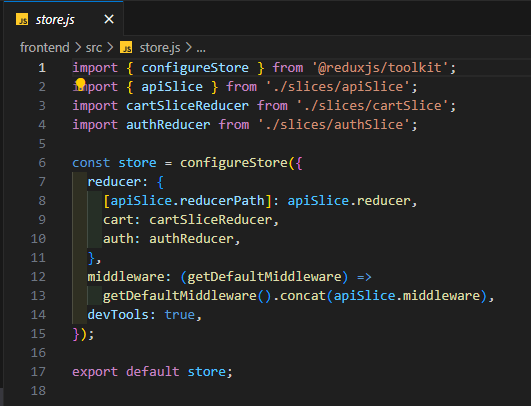 JS store.js ×
frontend > src > JS store.js > ...
1 import { configureStore } from '@reduxjs/toolkit';
2 import { apiSlice } from './slices/apiSlice';
3 import cartSliceReducer from './slices/cartSlice';
4 import authReducer from './slices/authSlice';
5
6 const store = configureStore({
7   reducer: {
8     [apiSlice.reducerPath]: apiSlice.reducer,
9     cart: cartSliceReducer,
10     auth: authReducer,
11   },
12   middleware: (getDefaultMiddleware) =>
13     getDefaultMiddleware().concat(apiSlice.middleware),
14   devTools: true,
15 });
16
17 export default store;
18